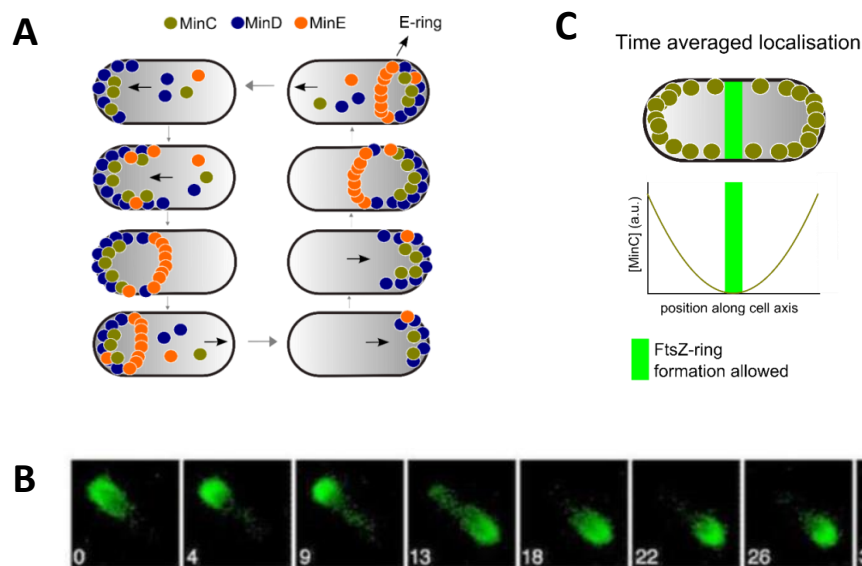 A
MinC MinD MinE
E-ring
C
Time averaged localisation
[MinC] (a.u.)
position along cell axis
FtsZ-ring
formation allowed
B
0 4 9 13 18 22 26 3